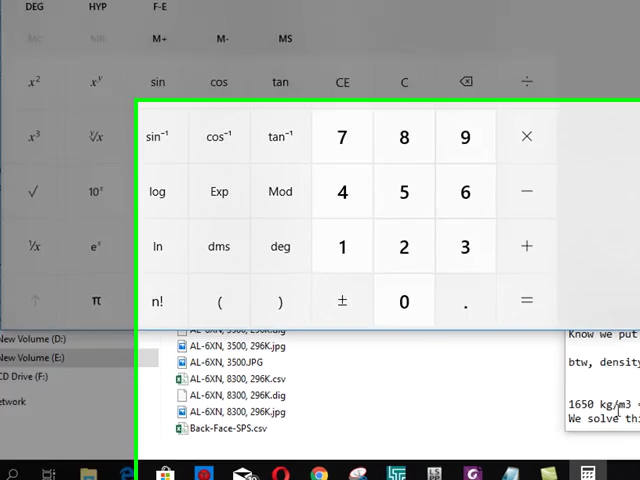 DEG HYP F-E
Mc MR M+ M- MS
x² xʸ sin cos tan CE C ÷
x³ ʸ√x sin⁻¹ cos⁻¹ tan⁻¹ 7 8 9 ×
√ 10ˣ log Exp Mod 4 5 6 −
¹/x eˣ ln dms deg 1 2 3 +
↑ π n! ( ) ± 0 . =
New Volume (D:)
New Volume (E:)
CD Drive (F:)
etwork
AL-6XN, 3500, 296K.dig
AL-6XN, 3500, 296K.jpg
AL-6XN, 3500.JPG
AL-6XN, 8300, 296K.csv
AL-6XN, 8300, 296K.dig
AL-6XN, 8300, 296K.jpg
Back-Face-SPS.csv
Know we put
btw, density
1650 kg/m3 =
We solve thi